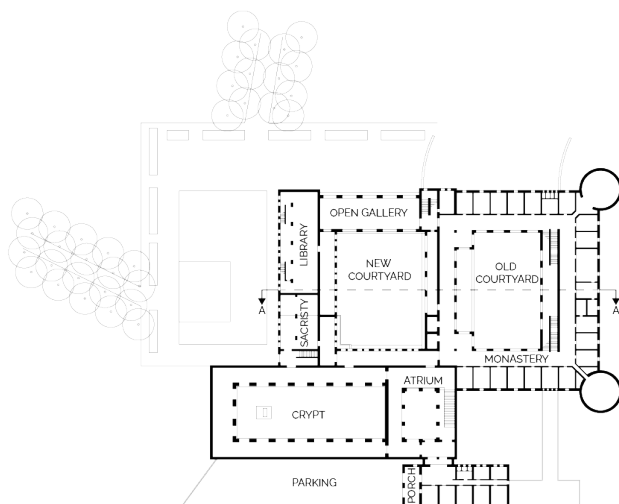 OPEN GALLERY
LIBRARY
NEW
COURTYARD
OLD
COURTYARD
A
A
SACRISTY
MONASTERY
ATRIUM
CRYPT
PARKING
PORCH